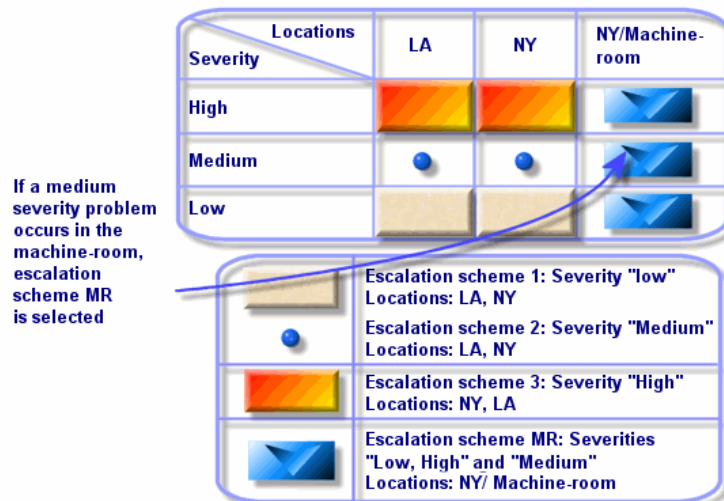 Locations
Severity
LA
NY
NY/Machine-
room
High
Medium
Low
If a medium
severity problem
occurs in the
machine-room,
escalation
scheme MR
is selected
Escalation scheme 1: Severity "low"
Locations: LA, NY
Escalation scheme 2: Severity "Medium"
Locations: LA, NY
Escalation scheme 3: Severity "High"
Locations: NY, LA
Escalation scheme MR: Severities
"Low, High" and "Medium"
Locations: NY/ Machine-room